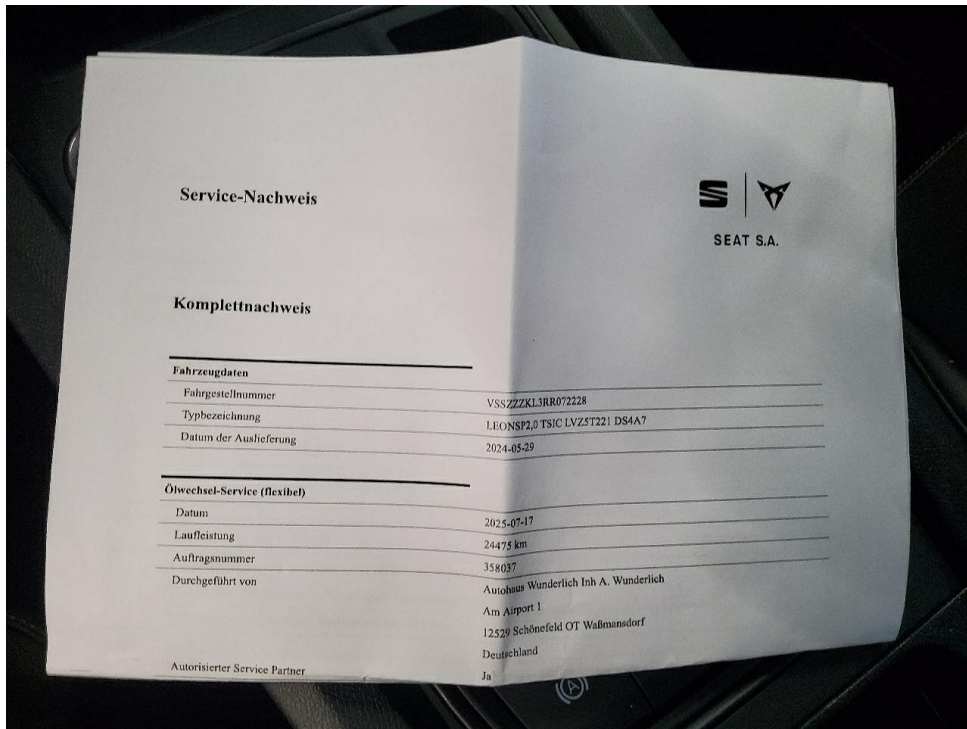 Service-Nachweis
SEAT S.A.
Komplettnachweis
Fahrzeugdaten
Fahrgestellnummer VSSZZZKL3RR072228
Typbezeichnung LEONSP2,0 TSIC LVZ5T221 DS4A7
Datum der Auslieferung 2024-05-29
Ölwechsel-Service (flexibel)
Datum 2025-07-17
Laufleistung 24475 km
Auftragsnummer 358037
Durchgeführt von Autohaus Wunderlich Inh A. Wunderlich
Am Airport 1
12529 Schönefeld OT Waßmansdorf
Deutschland
Autorisierter Service Partner Ja
A